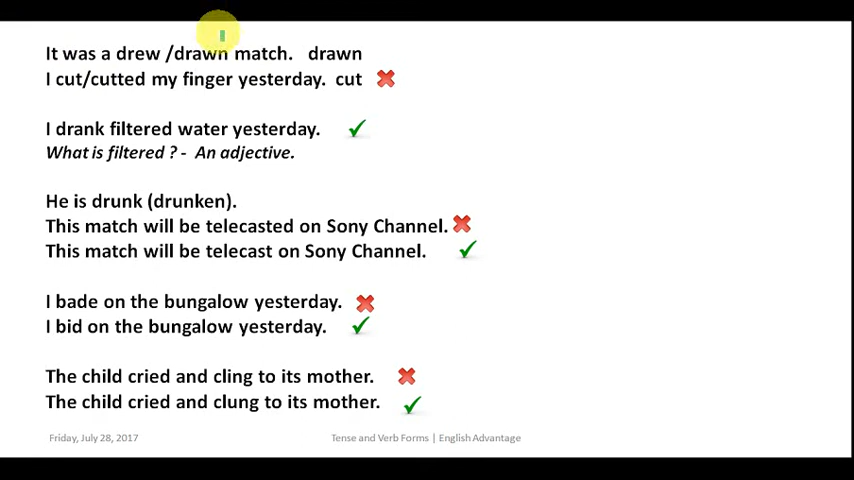 It was a drew /drawn match. drawn
I cut/cutted my finger yesterday. cut
I drank filtered water yesterday.
What is filtered ? - An adjective.
He is drunk (drunken).
This match will be telecasted on Sony Channel.
This match will be telecast on Sony Channel.
I bade on the bungalow yesterday.
I bid on the bungalow yesterday.
The child cried and cling to its mother.
The child cried and clung to its mother.
Friday, July 28, 2017 Tense and Verb Forms | English Advantage